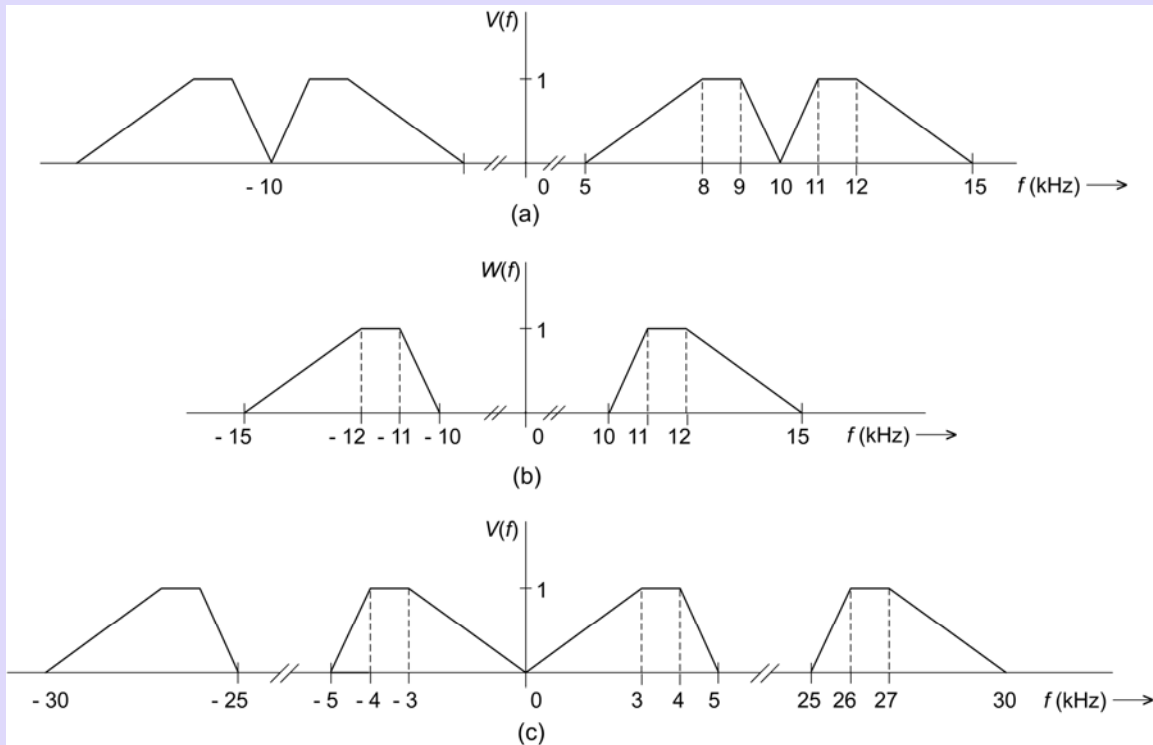 V(f)
1
- 10 0 5 8 9 10 11 12 15 f (kHz)
(a)
W(f)
1
- 15 - 12 - 11 - 10 0 10 11 12 15 f (kHz)
(b)
V(f)
1
- 30 - 25 - 5 - 4 - 3 0 3 4 5 25 26 27 30 f (kHz)
(c)